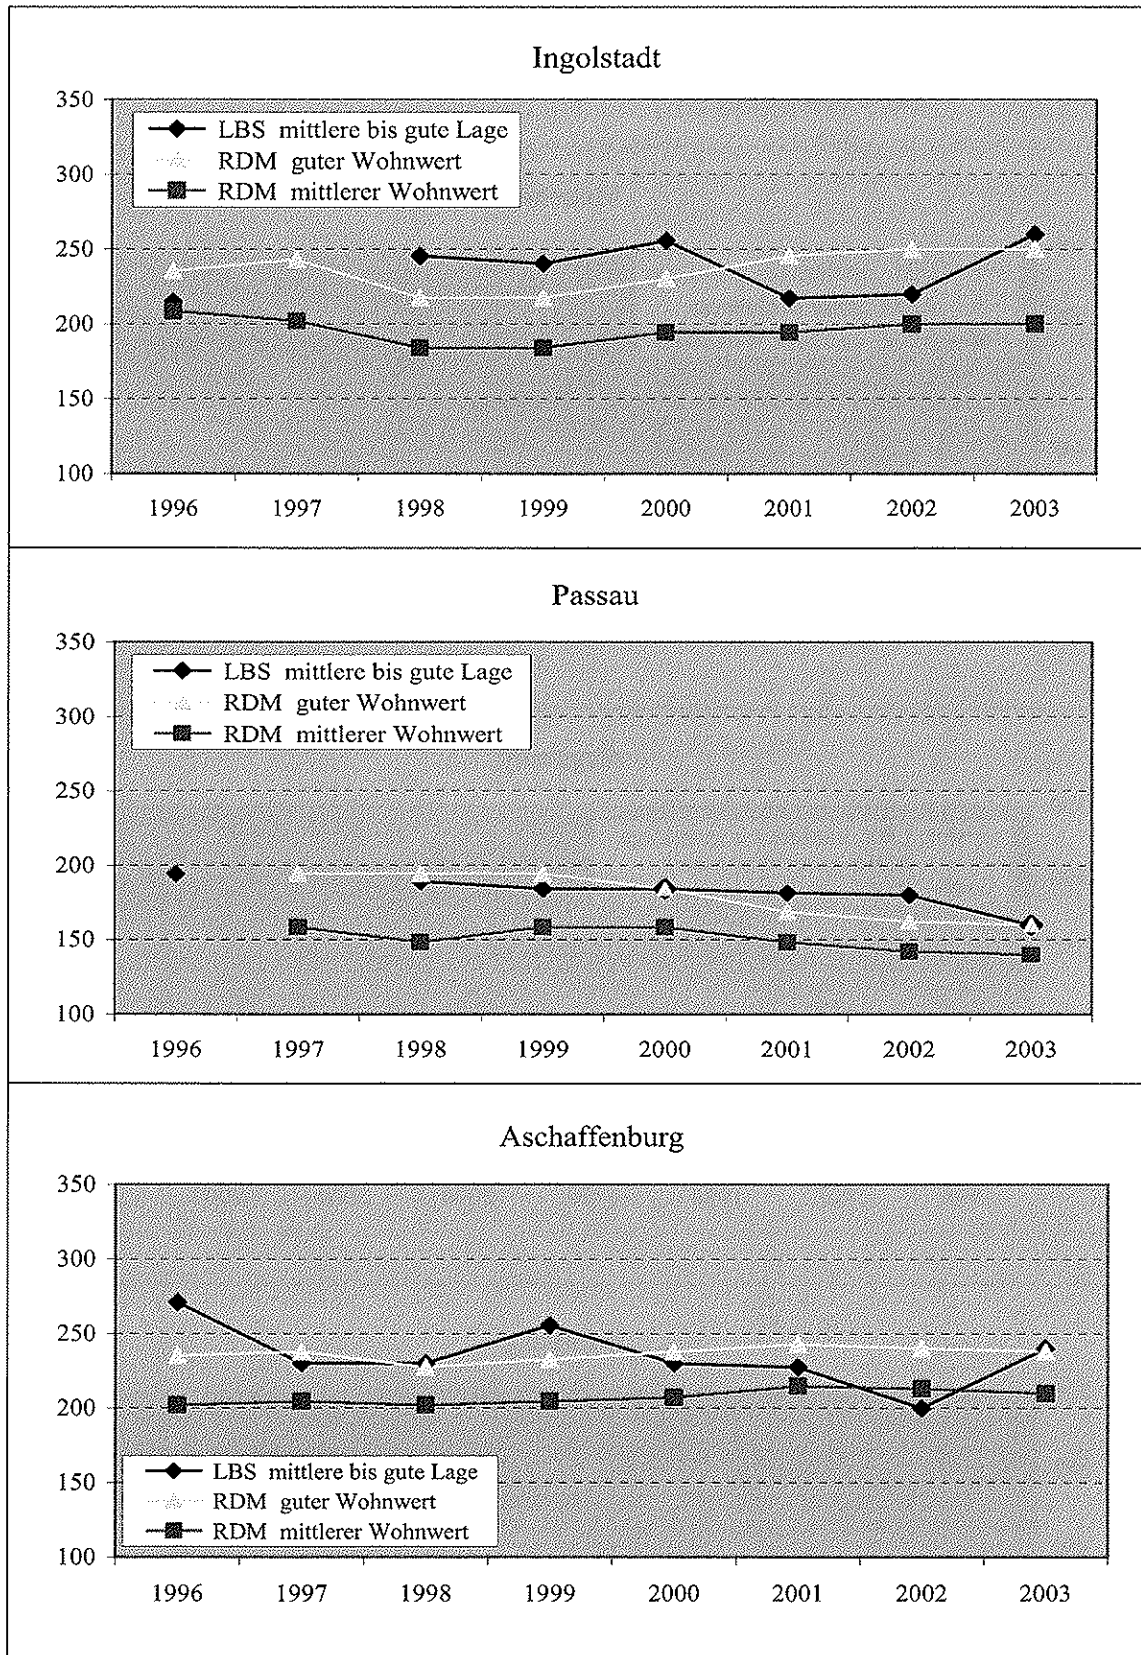 Ingolstadt
350
300
250
200
150
100
LBS mittlere bis gute Lage
RDM guter Wohnwert
RDM mittlerer Wohnwert
1996 1997 1998 1999 2000 2001 2002 2003
Passau
350
300
250
200
150
100
LBS mittlere bis gute Lage
RDM guter Wohnwert
RDM mittlerer Wohnwert
1996 1997 1998 1999 2000 2001 2002 2003
Aschaffenburg
350
300
250
200
150
100
LBS mittlere bis gute Lage
RDM guter Wohnwert
RDM mittlerer Wohnwert
1996 1997 1998 1999 2000 2001 2002 2003